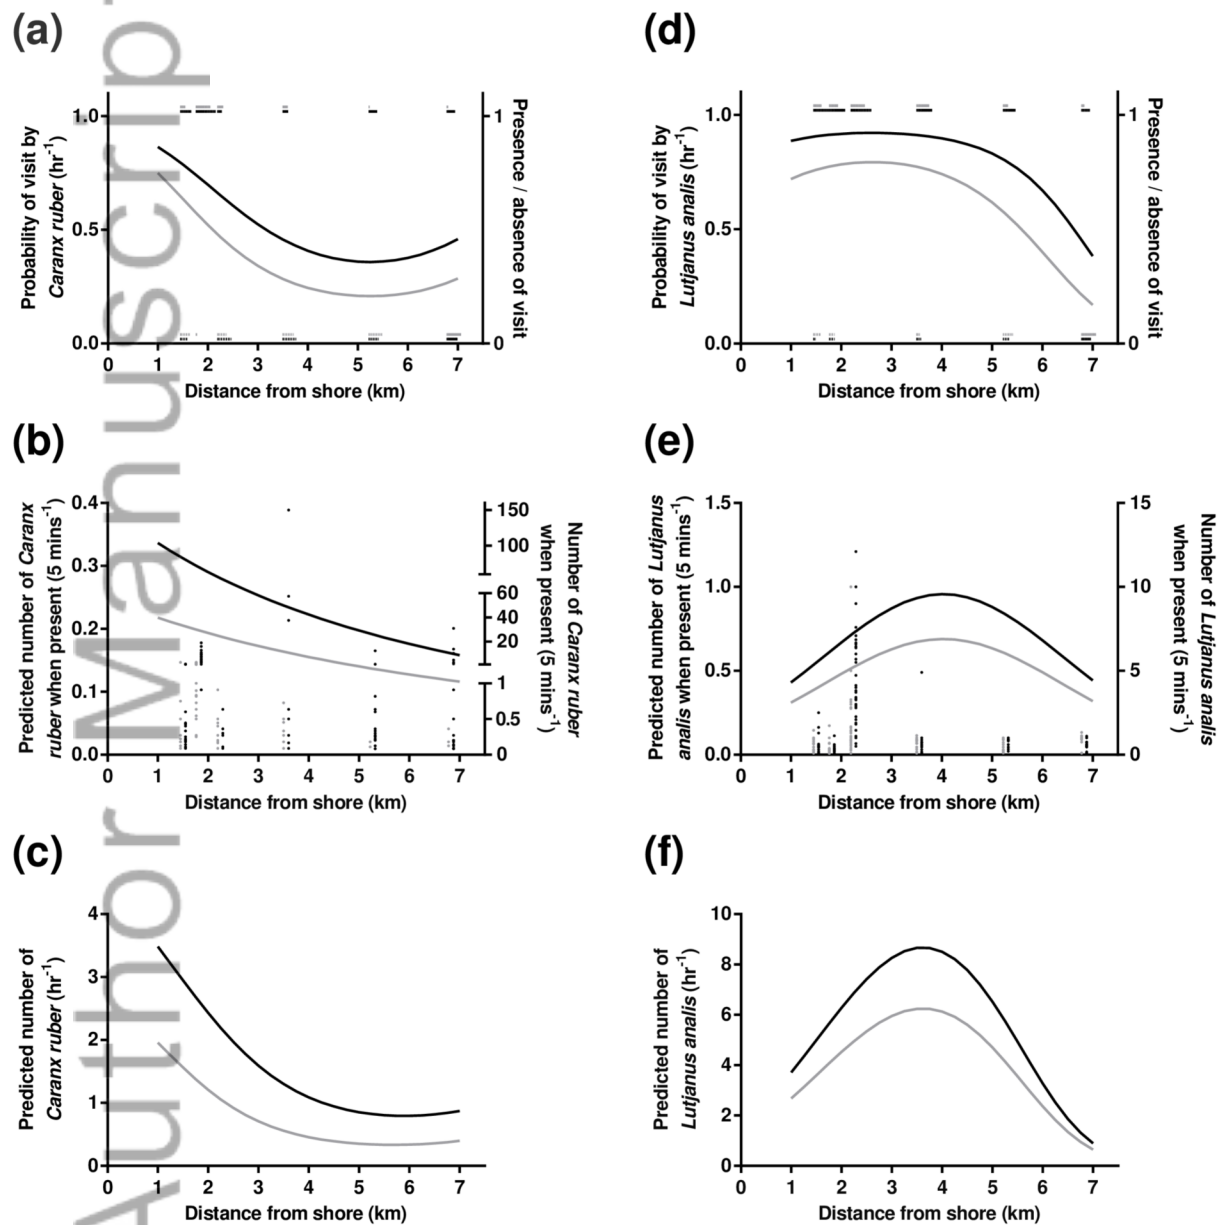 (a)
Probability of visit by
Caranx ruber (hr-1)
1.0
0.5
0.0
0 1 2 3 4 5 6 7
Distance from shore (km)
1
0
Presence / absence of visit
(d)
Probability of visit by
Lutjanus analis (hr-1)
1.0
0.5
0.0
0 1 2 3 4 5 6 7
Distance from shore (km)
1
0
Presence / absence of visit
(b)
Predicted number of Caranx
ruber when present (5 mins-1)
0.4
0.3
0.2
0.1
0.0
0 1 2 3 4 5 6 7
Distance from shore (km)
150
100
60
40
20
1
0.5
0
Number of Caranx ruber
when present (5 mins-1)
(e)
Predicted number of Lutjanus
analis when present (5 mins-1)
1.5
1.0
0.5
0.0
0 1 2 3 4 5 6 7
Distance from shore (km)
15
10
5
0
Number of Lutjanus analis
when present (5 mins-1)
(c)
Predicted number of
Caranx ruber (hr-1)
4
3
2
1
0
0 1 2 3 4 5 6 7
Distance from shore (km)
(f)
Predicted number of
Lutjanus analis (hr-1)
10
8
6
4
2
0
0 1 2 3 4 5 6 7
Distance from shore (km)
Author Manuscrip